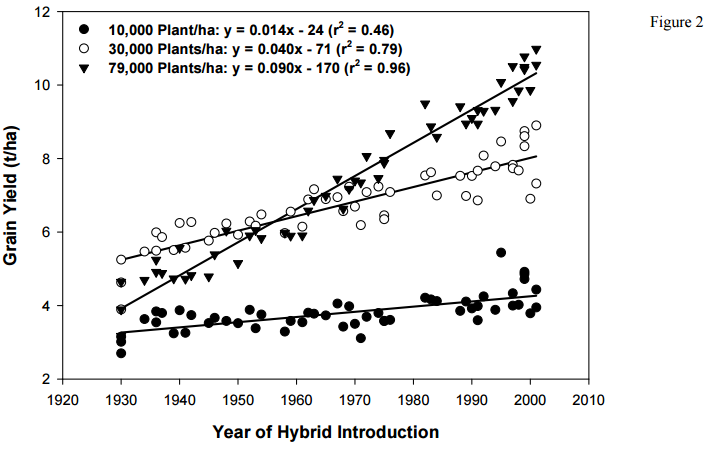 Figure 2
12
10
8
6
4
2
Grain Yield (t/ha)
10,000 Plant/ha: y = 0.014x - 24 (r² = 0.46)
30,000 Plants/ha: y = 0.040x - 71 (r² = 0.79)
79,000 Plants/ha: y = 0.090x - 170 (r² = 0.96)
1920 1930 1940 1950 1960 1970 1980 1990 2000 2010
Year of Hybrid Introduction